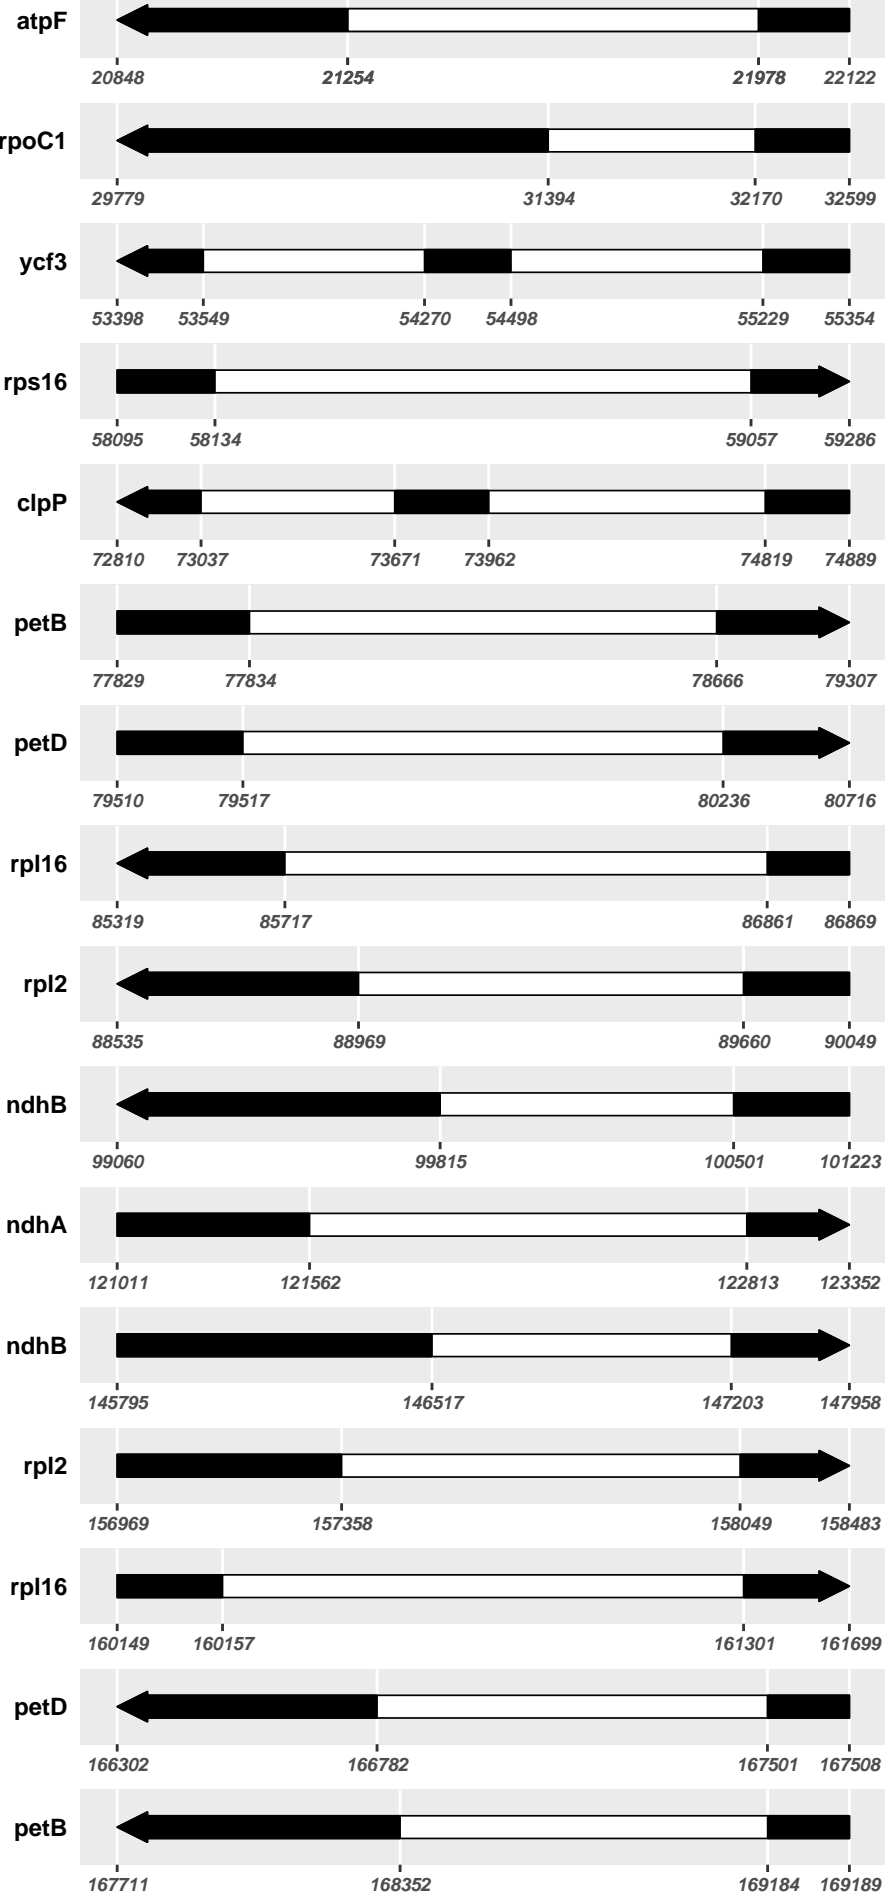 atpF
20848 21254 21978 22122
rpoC1
29779 31394 32170 32599
ycf3
53398 53549 54270 54498 55229 55354
rps16
58095 58134 59057 59286
clpP
72810 73037 73671 73962 74819 74889
petB
77829 77834 78666 79307
petD
79510 79517 80236 80716
rpl16
85319 85717 86861 86869
rpl2
88535 88969 89660 90049
ndhB
99060 99815 100501 101223
ndhA
121011 121562 122813 123352
ndhB
145795 146517 147203 147958
rpl2
156969 157358 158049 158483
rpl16
160149 160157 161301 161699
petD
166302 166782 167501 167508
petB
167711 168352 169184 169189